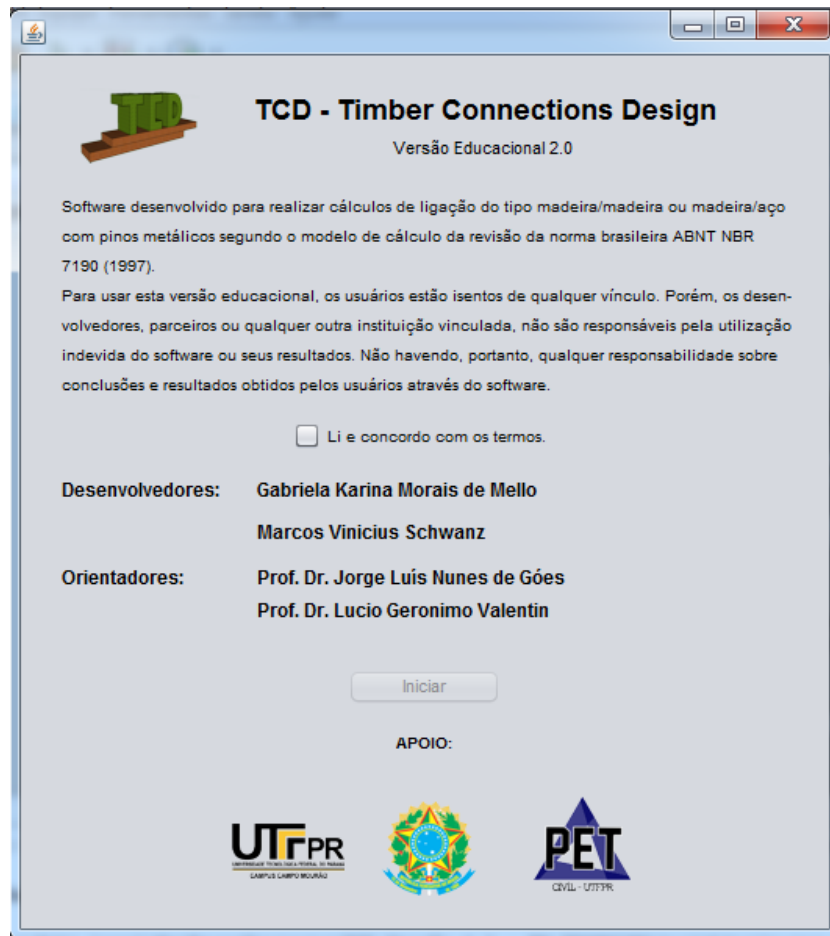 TCD
TCD - Timber Connections Design
Versão Educacional 2.0
Software desenvolvido para realizar cálculos de ligação do tipo madeira/madeira ou madeira/aço
com pinos metálicos segundo o modelo de cálculo da revisão da norma brasileira ABNT NBR
7190 (1997).
Para usar esta versão educacional, os usuários estão isentos de qualquer vínculo. Porém, os desen-
volvedores, parceiros ou qualquer outra instituição vinculada, não são responsáveis pela utilização
indevida do software ou seus resultados. Não havendo, portanto, qualquer responsabilidade sobre
conclusões e resultados obtidos pelos usuários através do software.
Li e concordo com os termos.
Desenvolvedores: Gabriela Karina Morais de Mello
Marcos Vinicius Schwanz
Orientadores: Prof. Dr. Jorge Luís Nunes de Góes
Prof. Dr. Lucio Geronimo Valentin
Iniciar
APOIO:
UTFPR
UNIVERSIDADE TECNOLÓGICA FEDERAL DO PARANÁ
CAMPUS CAMPO MOURÃO
PET
CIVIL - UTFPR